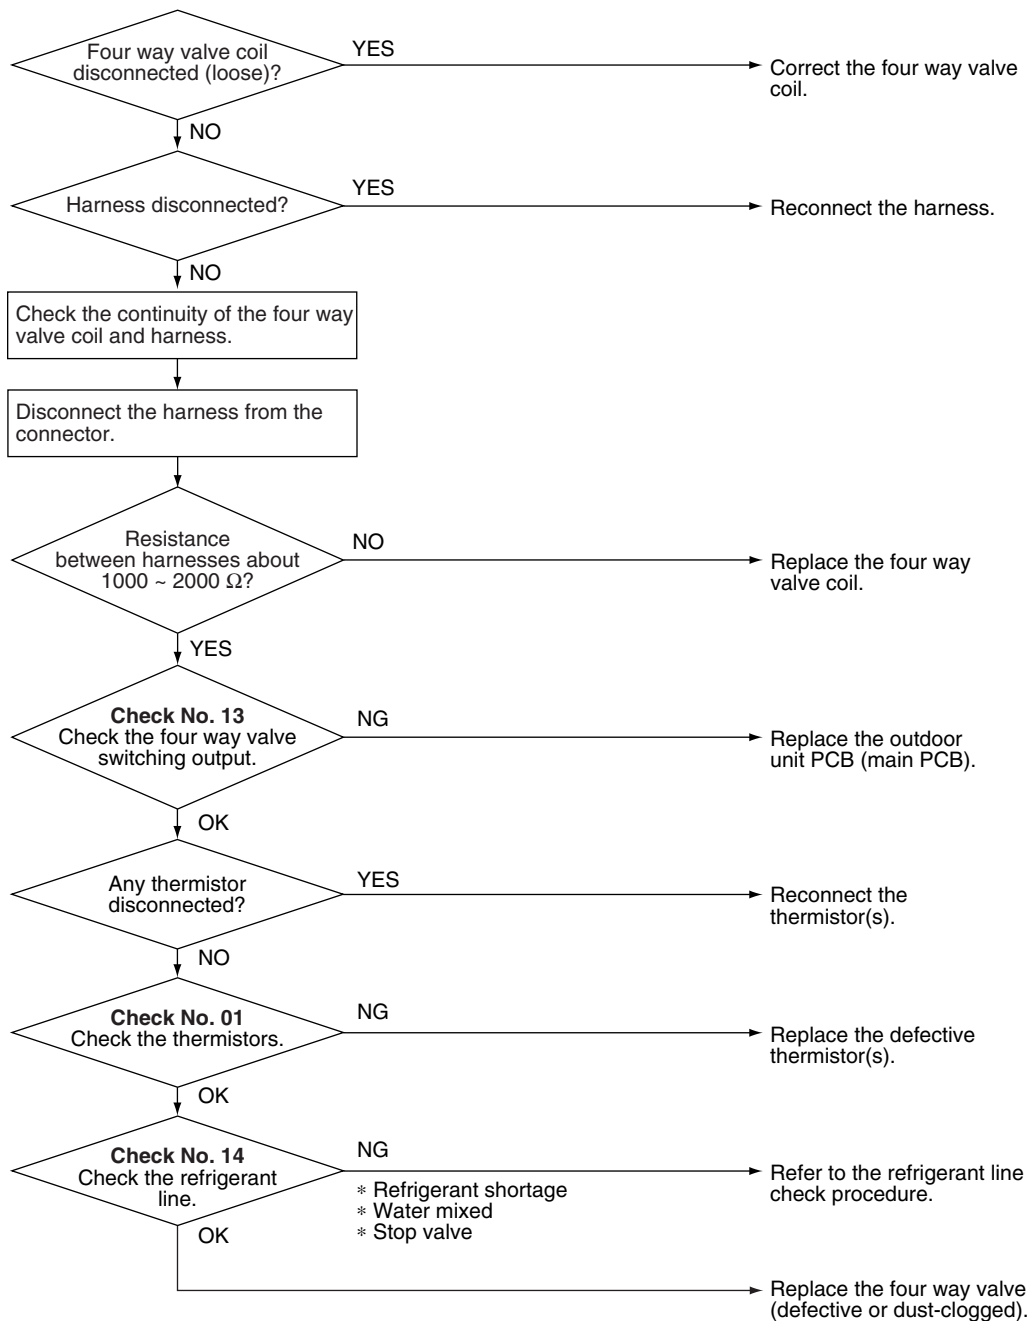 Four way valve coil
disconnected (loose)?
YES
Correct the four way valve
coil.
NO
Harness disconnected?
YES
Reconnect the harness.
NO
Check the continuity of the four way
valve coil and harness.
Disconnect the harness from the
connector.
Resistance
between harnesses about
1000 ~ 2000 Ω?
NO
Replace the four way
valve coil.
YES
Check No. 13
Check the four way valve
switching output.
NG
Replace the outdoor
unit PCB (main PCB).
OK
Any thermistor
disconnected?
YES
Reconnect the
thermistor(s).
NO
Check No. 01
Check the thermistors.
NG
Replace the defective
thermistor(s).
OK
Check No. 14
Check the refrigerant
line.
NG
∗ Refrigerant shortage
∗ Water mixed
∗ Stop valve
Refer to the refrigerant line
check procedure.
OK
Replace the four way valve
(defective or dust-clogged).